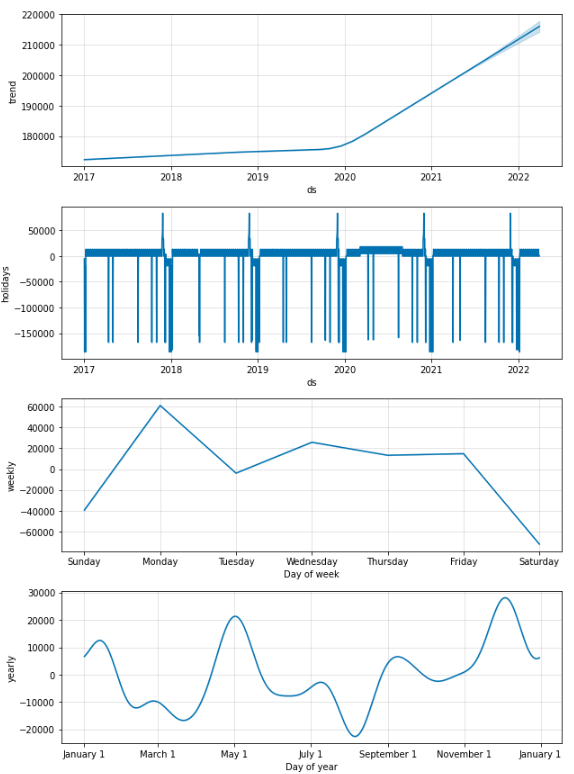 220000
210000
200000
190000
180000
trend
2017 2018 2019 2020 2021 2022
ds
50000
0
−50000
−100000
−150000
holidays
2017 2018 2019 2020 2021 2022
ds
60000
40000
20000
0
−20000
−40000
−60000
weekly
Sunday Monday Tuesday Wednesday Thursday Friday Saturday
Day of week
30000
20000
10000
0
−10000
−20000
yearly
January 1 March 1 May 1 July 1 September 1 November 1 January 1
Day of year